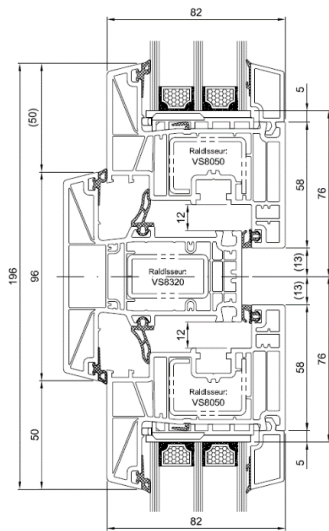 82
5
(50)
Raidisseur:
VS8050
58
76
12
196
96
(13)
Raidisseur:
VS8320
(13)
12
58
76
Raidisseur:
VS8050
50
5
82